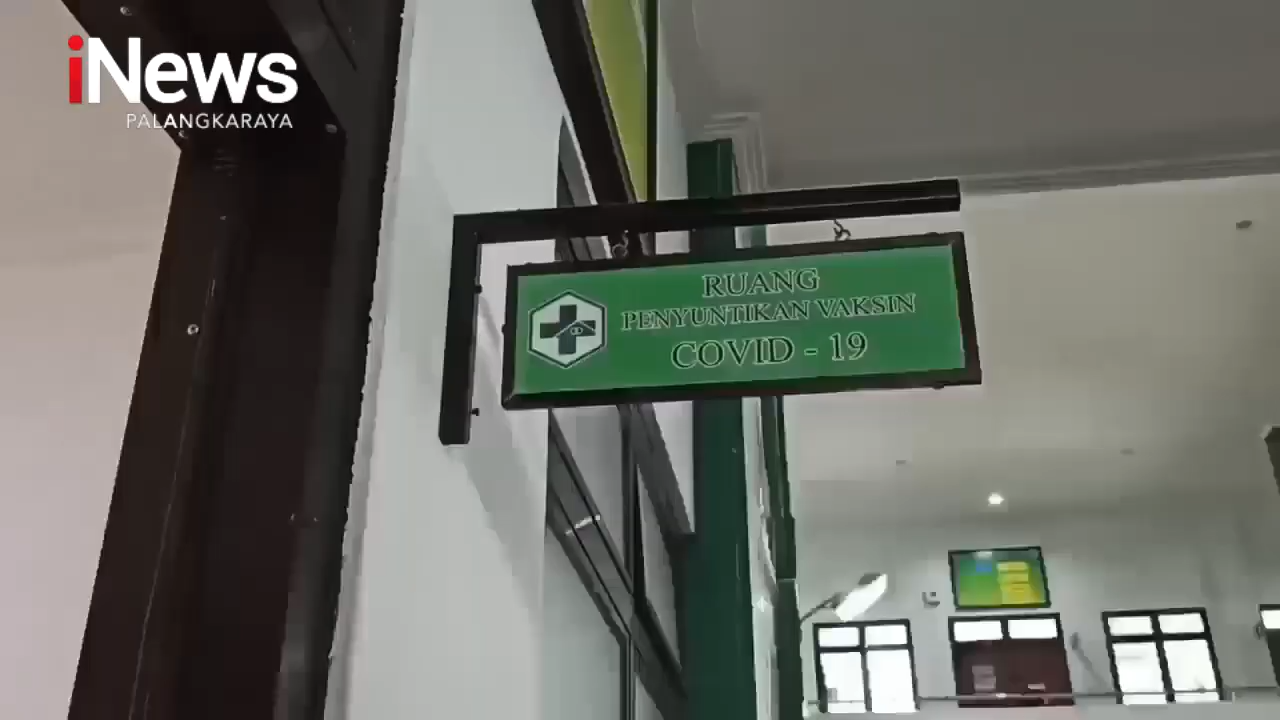 iNews
PALANGKARAYA
RUANG
PENYUNTIKAN VAKSIN
COVID - 19